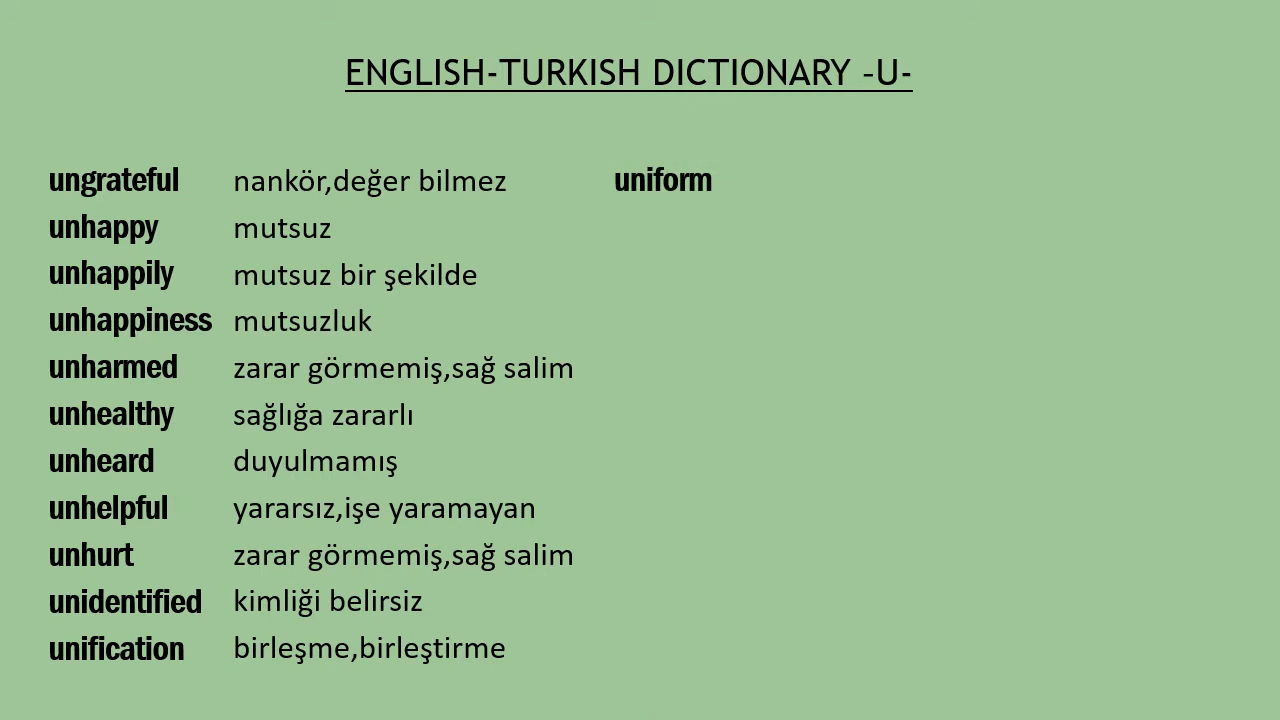 ENGLISH-TURKISH DICTIONARY –U-
ungrateful nankör,değer bilmez
unhappy mutsuz
unhappily mutsuz bir şekilde
unhappiness mutsuzluk
unharmed zarar görmemiş,sağ salim
unhealthy sağlığa zararlı
unheard duyulmamış
unhelpful yararsız,işe yaramayan
unhurt zarar görmemiş,sağ salim
unidentified kimliği belirsiz
unification birleşme,birleştirme
uniform